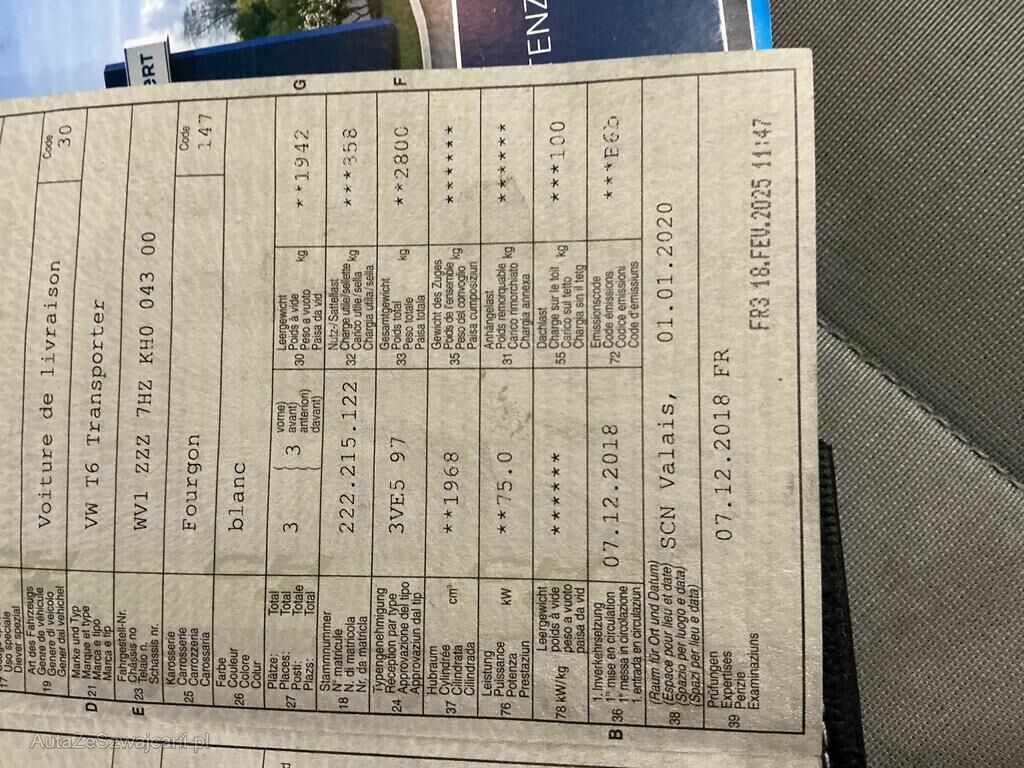 ERT
TENZ
17
Uso speciale
Diever spezial
Art des Fahrzeugs
Genre de véhicule
19 Genere di veicolo
Gener dal vehichel
Voiture de livraison
Code
30
D 21 Marke und Typ
Marque et type
Marca e tipo
Marca e tip
VW T6 Transporter
E 23 Fahrgestell-Nr.
Châssis no
Telaio n.
Schassis nr.
WV1 ZZZ 7HZ KH0 043 00
25 Karosserie
Carrosserie
Carrozzeria
Carrossaria
Fourgon
Code
147
26 Farbe
Couleur
Colore
Colur
blanc
27 Plätze: Total
Places: Total
Posti: Totale
Plazs: Total
3
3
vorne)
avant)
anteriori)
davant)
30 Leergewicht
Poids à vide
Peso a vuoto
Paisa da vid
kg
**1942
G
18 Stammnummer
N° matricule
N. di matricola
Nr. da matricla
222.215.122
32 Nutz-/Sattellast
Charge utile/sellette
Carico utile/sella
Chargia utila/sella
kg
***858
24 Typengenehmigung
Réception par type
Approvazione del tipo
Approvaziun dal tip
3VE5 97
33 Gesamtgewicht
Poids total
Peso totale
Paisa totala
kg
**2800
F
37 Hubraum
Cylindrée
Cilindrata
Cilindrada
cm³
**1968
35 Gewicht des Zuges
Poids de l'ensemble
Peso del convoglio
Paisa cumposiziun
kg
******
76 Leistung
Puissance
Potenza
Prestaziun
kW
**75.0
31 Anhängelast
Poids remorquable
Carico rimorchiato
Chargia annexa
kg
******
78 kW/kg
Leergewicht
poids à vide
peso a vuoto
paisa da vid
******
55 Dachlast
Charge sur le toit
Carico sul tetto
Chargia sin il tetg
kg
***100
B 36 1. Inverkehrsetzung
1re mise en circulation
1a messa in circolazione
1. entrada en circulaziun
07.12.2018
72 Emissionscode
Code émissions
Codice emissioni
Code d'emissiuns
38 (Raum für Ort und Datum)
(Espace pour lieu et date)
(Spazio per luogo e data)
(Spazi per lieu e data)
SCN Valais, 01.01.2020
39 Prüfungen
Expertises
Perizie
Examinaziuns
07.12.2018 FR
FR3 18.FEV.2025 11:47
AutaZeSzwajcarii.pl